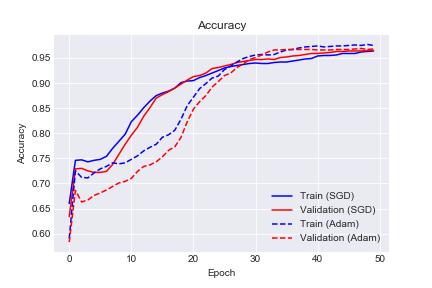 Accuracy
0.95
0.90
0.85
0.80
0.75
0.70
0.65
0.60
Accuracy
Train (SGD)
Validation (SGD)
Train (Adam)
Validation (Adam)
0 10 20 30 40 50
Epoch